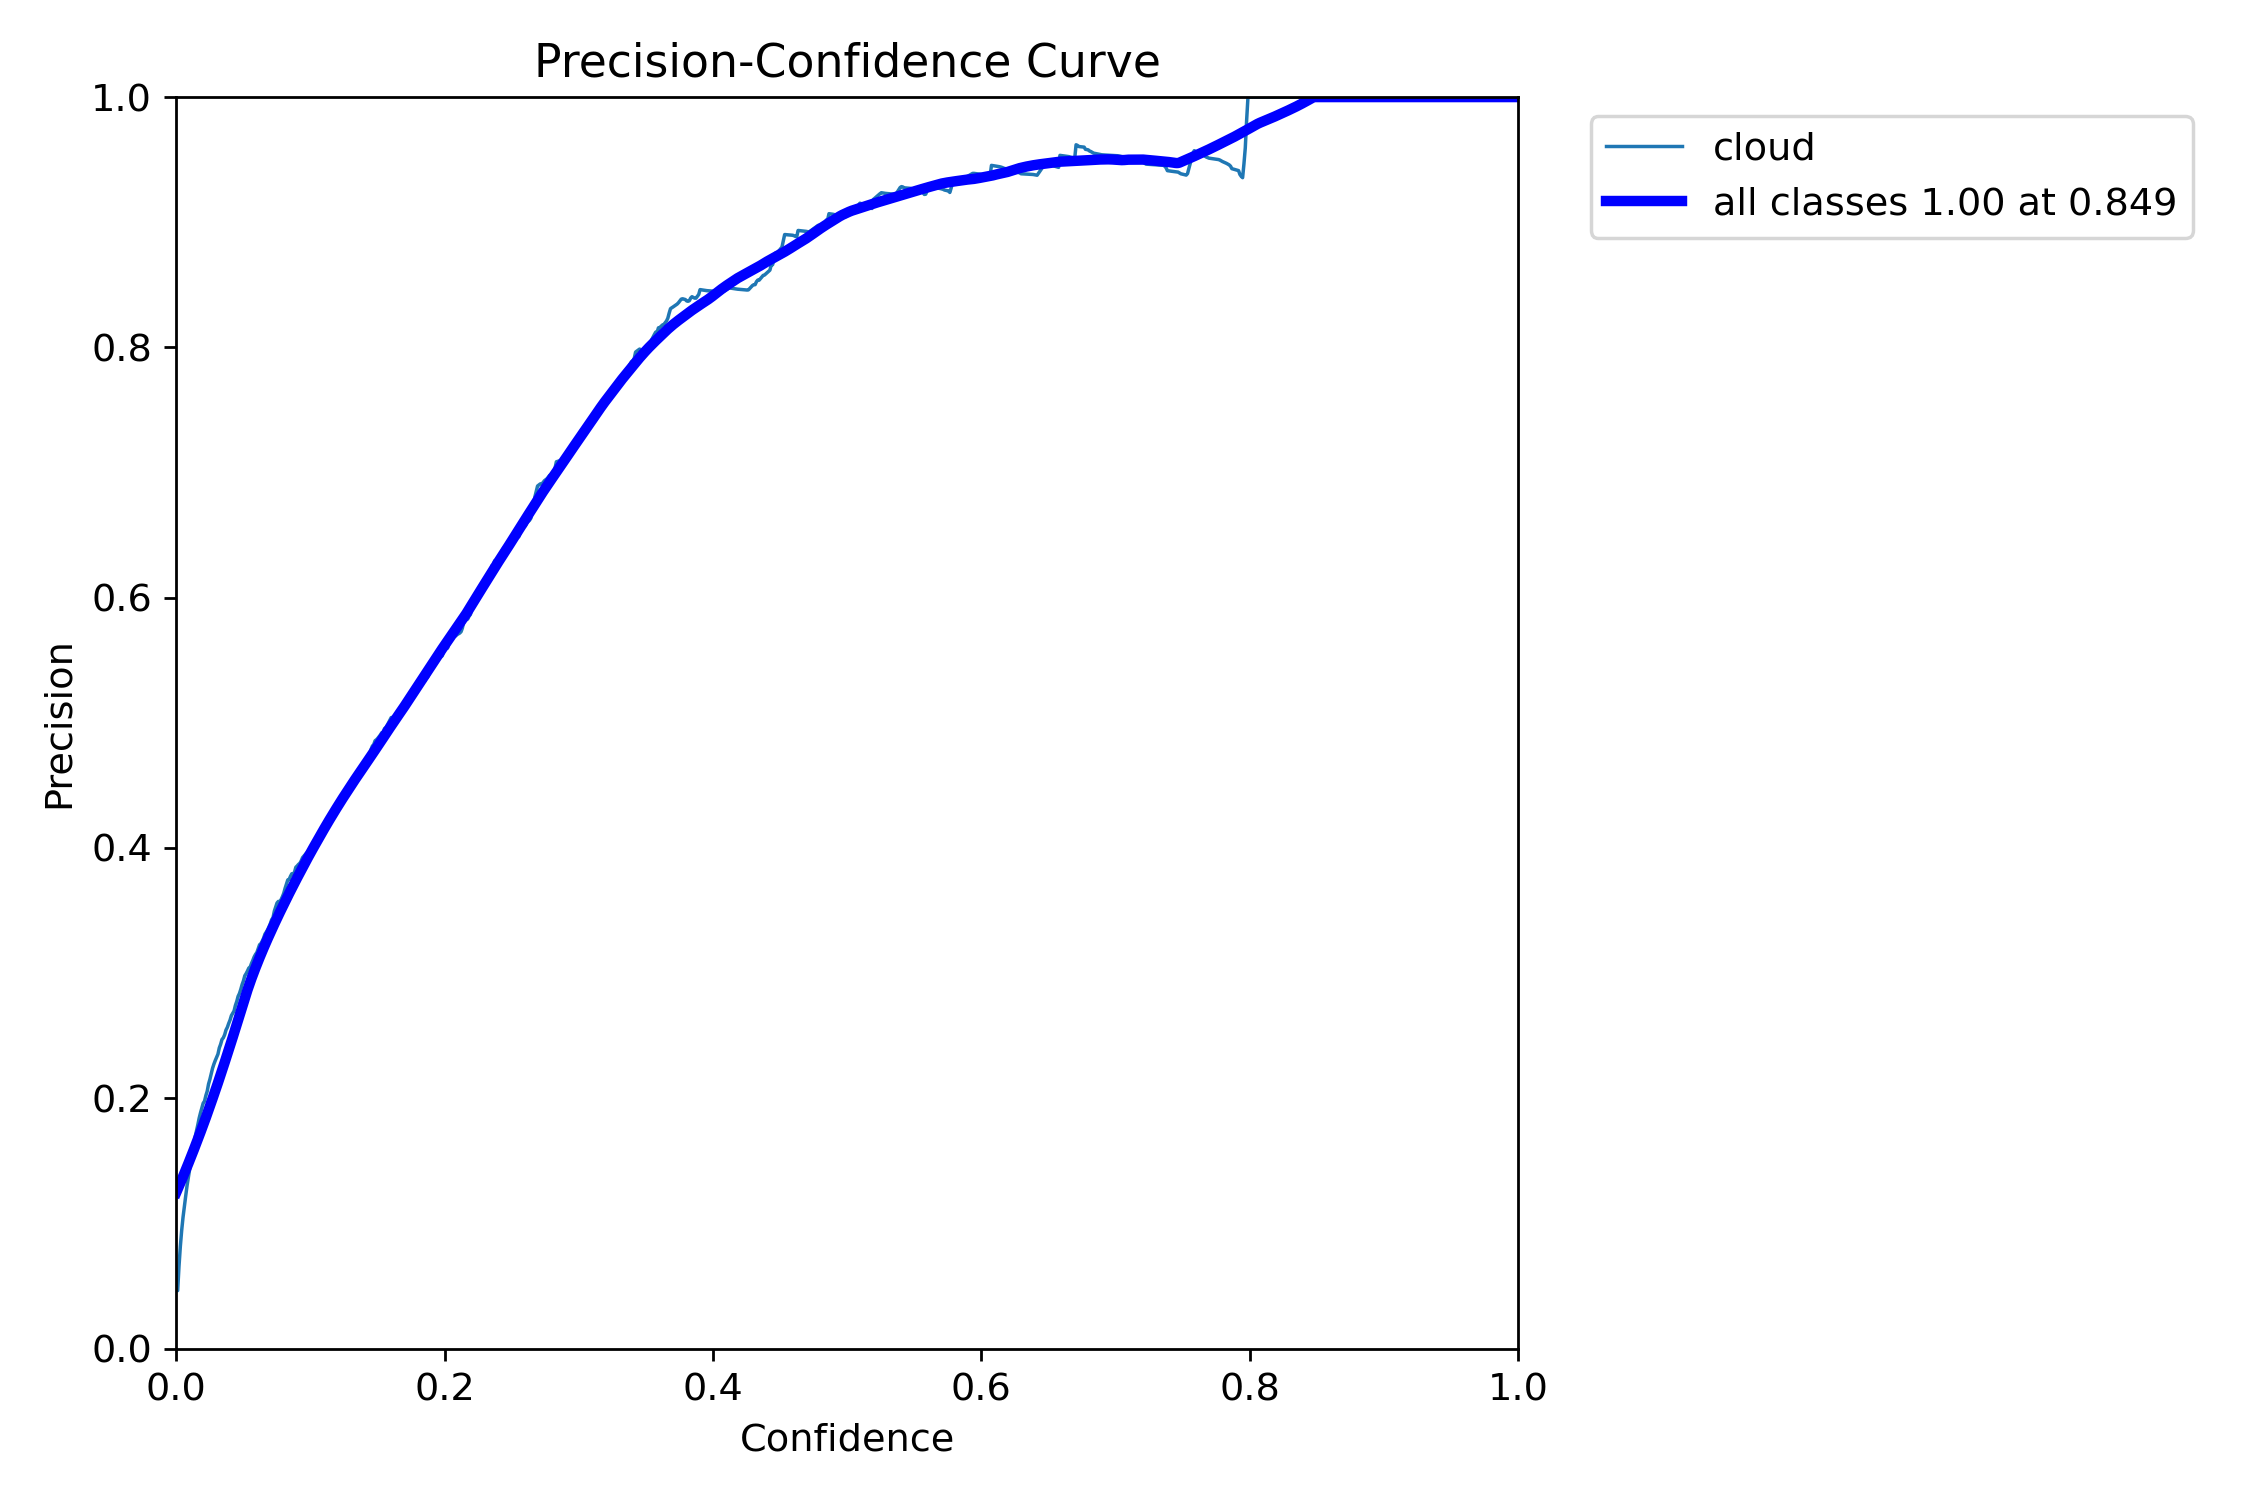 Precision-Confidence Curve
1.0
0.8
0.6
0.4
0.2
0.0
Precision
0.0 0.2 0.4 0.6 0.8 1.0
Confidence
cloud
all classes 1.00 at 0.849